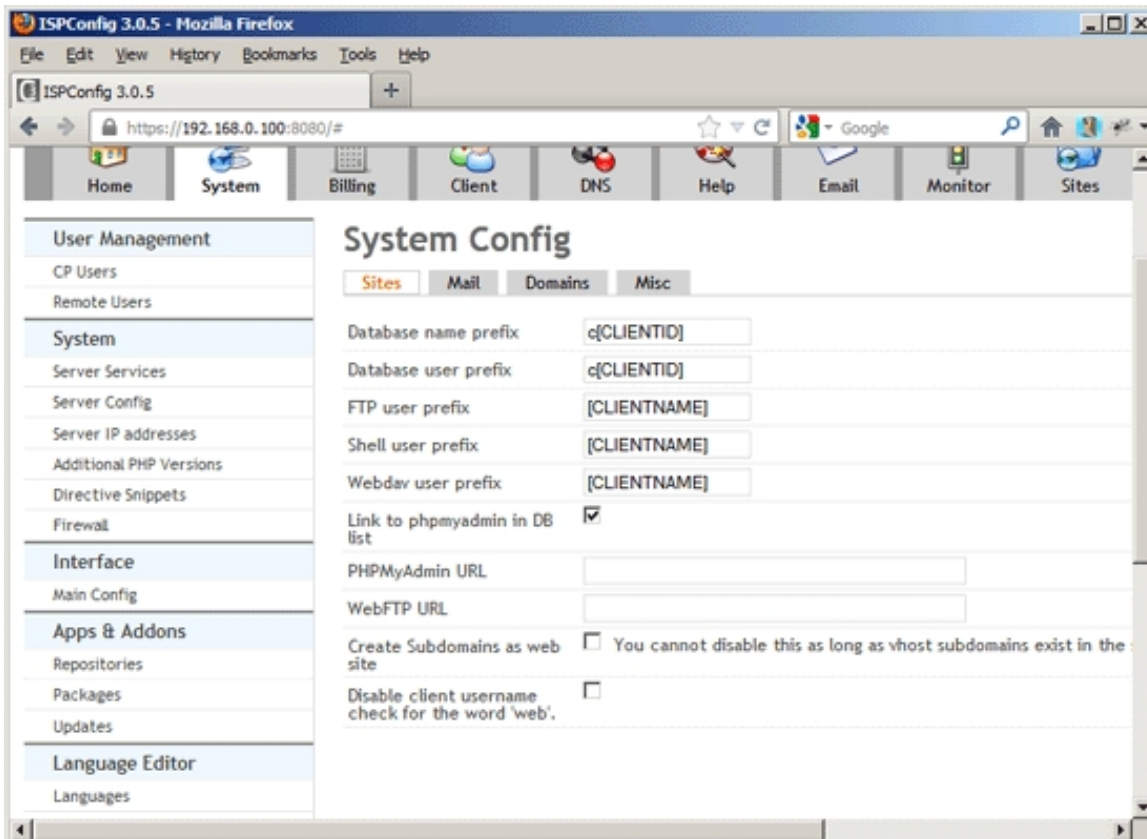 ISPConfig 3.0.5 - Mozilla Firefox
File Edit View History Bookmarks Tools Help
ISPConfig 3.0.5 +
https://192.168.0.100:8080/# Google
Home System Billing Client DNS Help Email Monitor Sites
User Management
CP Users
Remote Users
System
Server Services
Server Config
Server IP addresses
Additional PHP Versions
Directive Snippets
Firewall
Interface
Main Config
Apps & Addons
Repositories
Packages
Updates
Language Editor
Languages
System Config
Sites Mail Domains Misc
Database name prefix c[CLIENTID]
Database user prefix c[CLIENTID]
FTP user prefix [CLIENTNAME]
Shell user prefix [CLIENTNAME]
Webdav user prefix [CLIENTNAME]
Link to phpmyadmin in DB
list
PHPMyAdmin URL
WebFTP URL
Create Subdomains as web
site
You cannot disable this as long as vhost subdomains exist in the
Disable client username
check for the word 'web'.